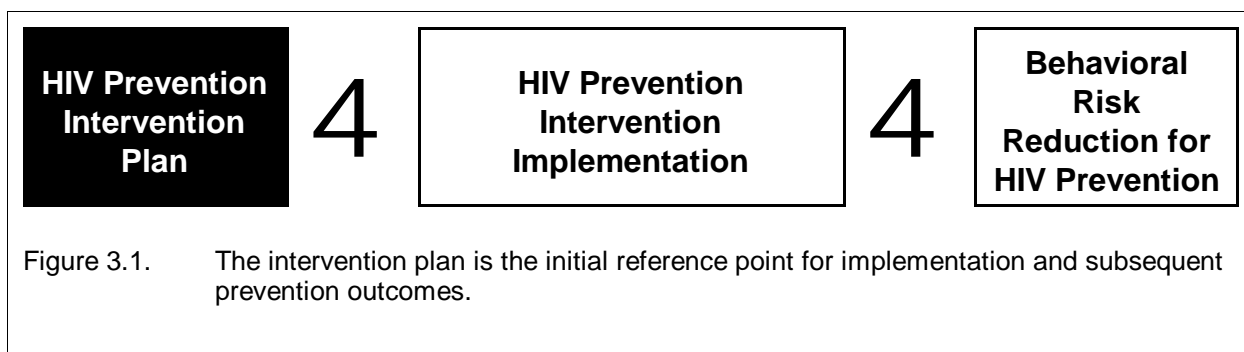 HIV Prevention
Intervention
Plan
4
HIV Prevention
Intervention
Implementation
4
Behavioral
Risk
Reduction for
HIV Prevention
Figure 3.1. The intervention plan is the initial reference point for implementation and subsequent
prevention outcomes.